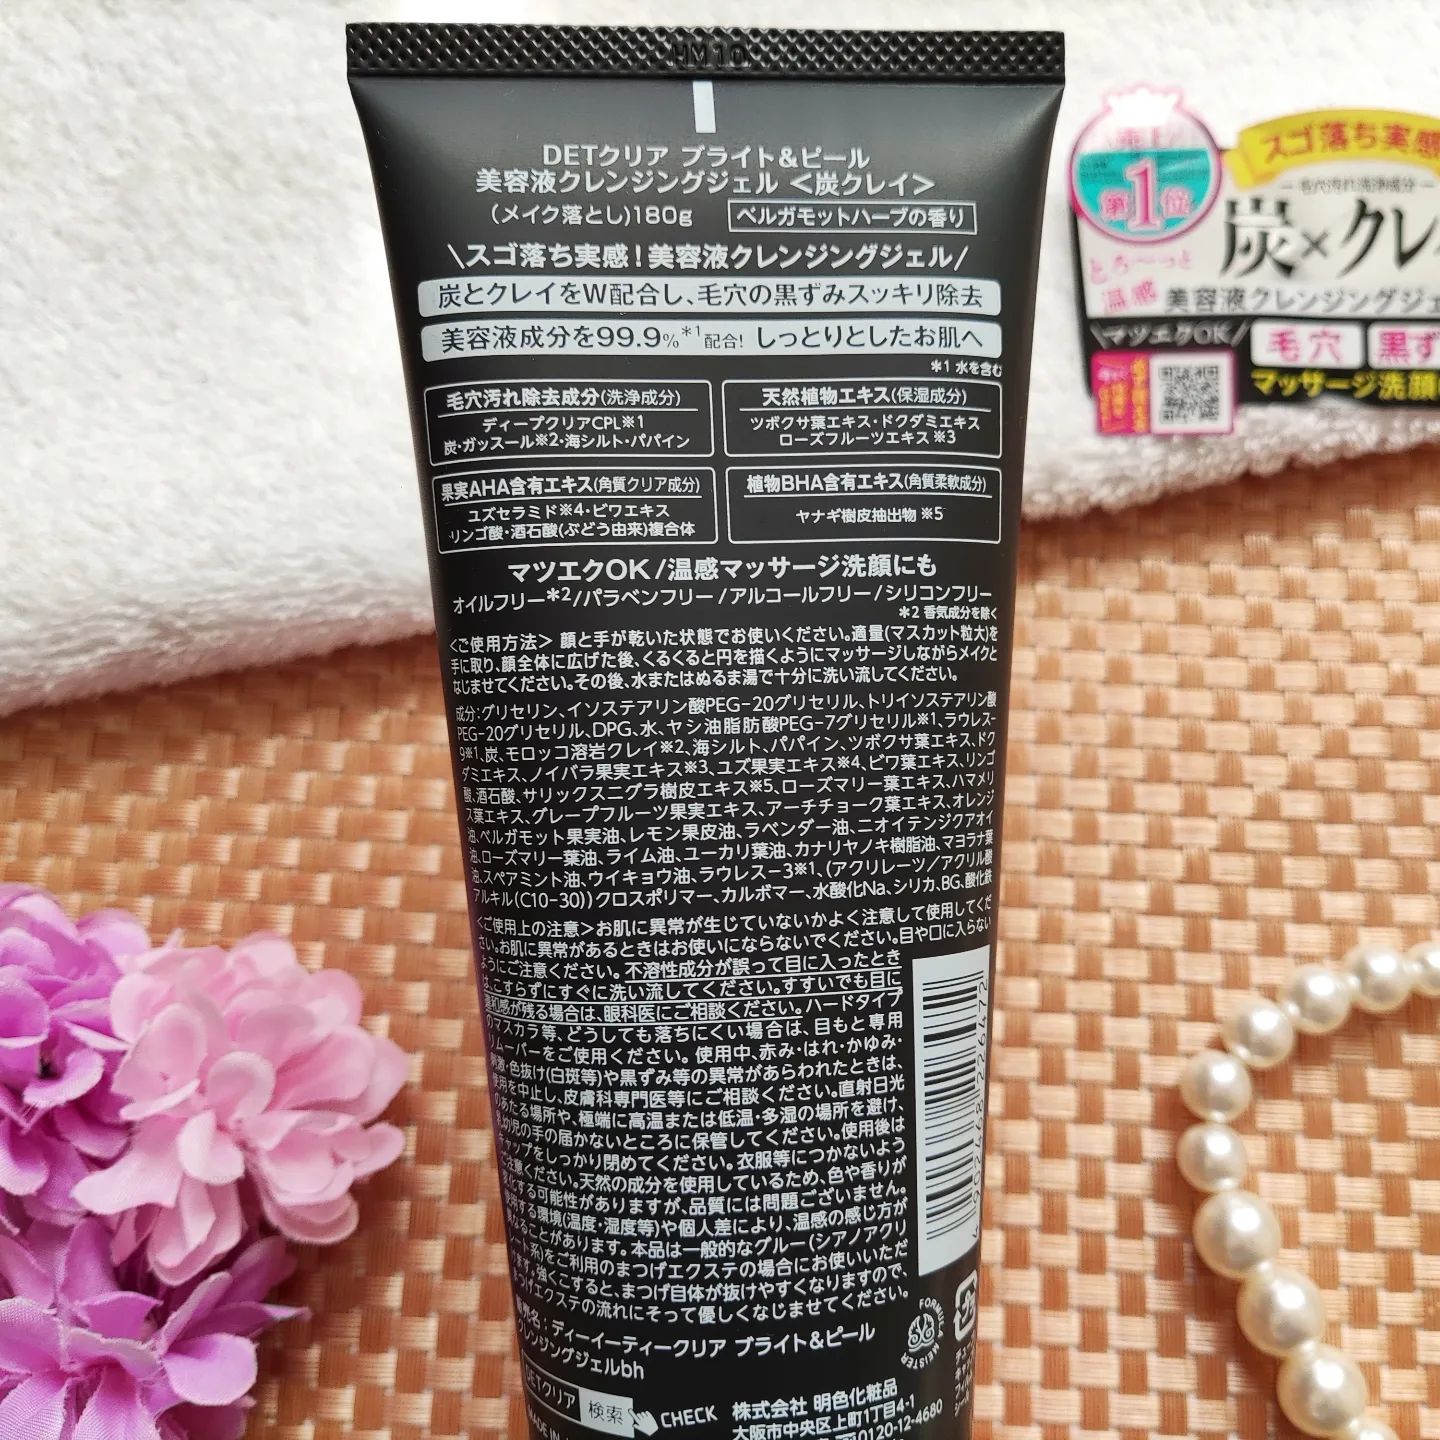 HM10
DETクリア ブライト&ピール
美容液クレンジングジェル <炭クレイ>
(メイク落とし)180g ベルガモットハーブの香り
\スゴ落ち実感!美容液クレンジングジェル/
炭とクレイをW配合し、毛穴の黒ずみスッキリ除去
美容液成分を99.9%*1配合! しっとりとしたお肌へ
*1 水を含む
毛穴汚れ除去成分(洗浄成分)
ディープクリアCPL※1
炭・ガッスール※2・海シルト・パパイン
天然植物エキス(保湿成分)
ツボクサ葉エキス・ドクダミエキス
ローズフルーツエキス※3
果実AHA含有エキス(角質クリア成分)
ユズセラミド※4・ビワエキス
リンゴ酸・酒石酸(ぶどう由来)複合体
植物BHA含有エキス(角質柔軟成分)
ヤナギ樹皮抽出物 ※5
マツエクOK/温感マッサージ洗顔にも
オイルフリー*2/パラベンフリー/アルコールフリー/シリコンフリー
*2 香気成分を除く
<ご使用方法> 顔と手が乾いた状態でお使いください。適量(マスカット粒大)を
手に取り、顔全体に広げた後、くるくると円を描くようにマッサージしながらメイクと
なじませてください。その後、水またはぬるま湯で十分に洗い流してください。
成分:グリセリン、イソステアリン酸PEG-20グリセリル、トリイソステアリン酸
PEG-20グリセリル、DPG、水、ヤシ油脂肪酸PEG-7グリセリル※1、ラウレス-
9※1、炭、モロッコ溶岩クレイ※2、海シルト、パパイン、ツボクサ葉エキス、ドク
ダミエキス、ノイバラ果実エキス※3、ユズ果実エキス※4、ビワ葉エキス、リンゴ
酸、酒石酸、サリックスニグラ樹皮エキス※5、ローズマリー葉エキス、ハマメリ
ス葉エキス、グレープフルーツ果実エキス、アーチチョーク葉エキス、オレンジ
油、ベルガモット果実油、レモン果皮油、ラベンダー油、ニオイテンジクアオイ
油、ローズマリー葉油、ライム油、ユーカリ葉油、カナリヤノキ樹脂油、マヨラナ葉
油、スペアミント油、ウイキョウ油、ラウレス-3※1、(アクリレーツ/アクリル酸
アルキル(C10-30))クロスポリマー、カルボマー、水酸化Na、シリカ、BG、酸化鉄
<ご使用上の注意>お肌に異常が生じていないかよく注意して使用してくだ
さい。お肌に異常があるときはお使いにならないでください。目や口に入らない
ようにご注意ください。不溶性成分が誤って目に入ったとき
は、こすらずにすぐに洗い流してください。すすいでも目に
違和感が残る場合は、眼科医にご相談ください。ハードタイプ
のマスカラ等、どうしても落ちにくい場合は、目もと専用
リムーバーをご使用ください。使用中、赤み・はれ・かゆみ・
刺激・色抜け(白斑等)や黒ずみ等の異常があらわれたときは、
使用を中止し、皮膚科専門医等にご相談ください。直射日光
のあたる場所や、極端に高温または低温・多湿の場所を避け、
乳幼児の手の届かないところに保管してください。使用後は
キャップをしっかり閉めてください。衣服等につかないよう
ご注意ください。天然の成分を使用しているため、色や香りが
変化する可能性がありますが、品質には問題ございません。
使用する環境(温度・湿度等)や個人差により、温感の感じ方が
異なることがあります。本品は一般的なグルー(シアノアクリ
レート系)をご利用のまつげエクステの場合にお使いいただ
けます。強くこすると、まつげ自体が抜けやすくなりますので、
まつげエクステの流れにそって優しくなじませてください。
販売名:ディーイーティークリア ブライト&ピール
クレンジングジェルbh
DETクリア 検索 CHECK
株式会社 明色化粧品
大阪市中央区上町1丁目4-1
0120-12-4680
MADE IN
4 902468 226472
FORMULA MEISTER
第1位
スゴ落ち実感
毛穴汚れ洗浄成分
炭×クレ
とろ〜っと
温感
美容液クレンジングジェ
\マツエクOK/ 毛穴 黒ず
マッサージ洗顔